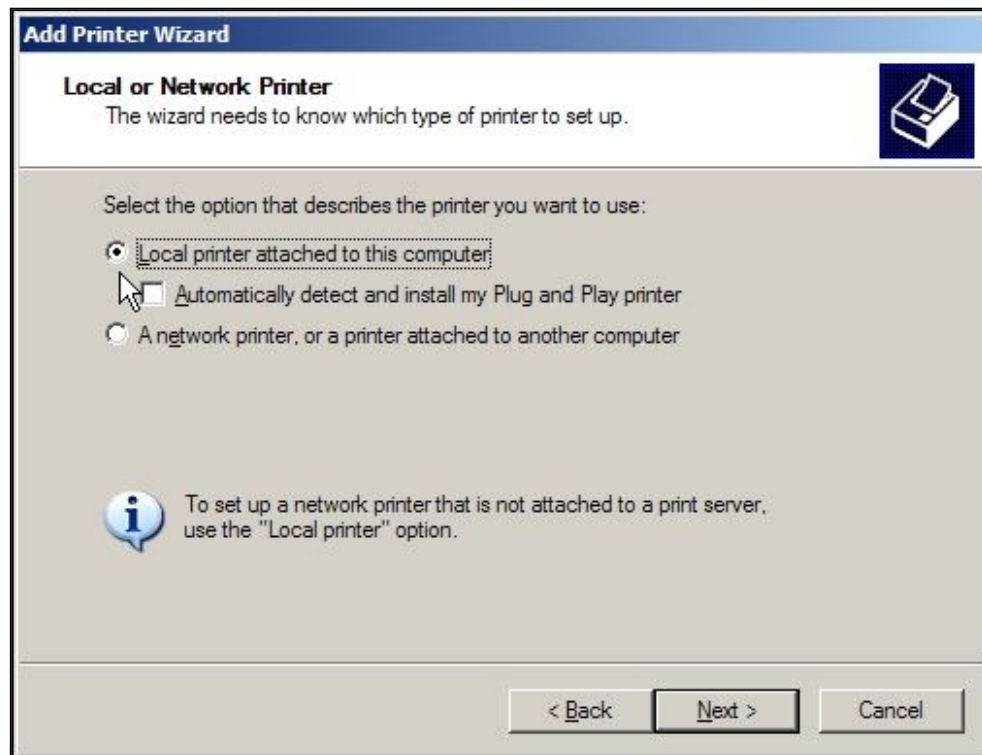 Add Printer Wizard
Local or Network Printer
The wizard needs to know which type of printer to set up.
Select the option that describes the printer you want to use:
Local printer attached to this computer
Automatically detect and install my Plug and Play printer
A network printer, or a printer attached to another computer
To set up a network printer that is not attached to a print server,
use the "Local printer" option.
< Back
Next >
Cancel